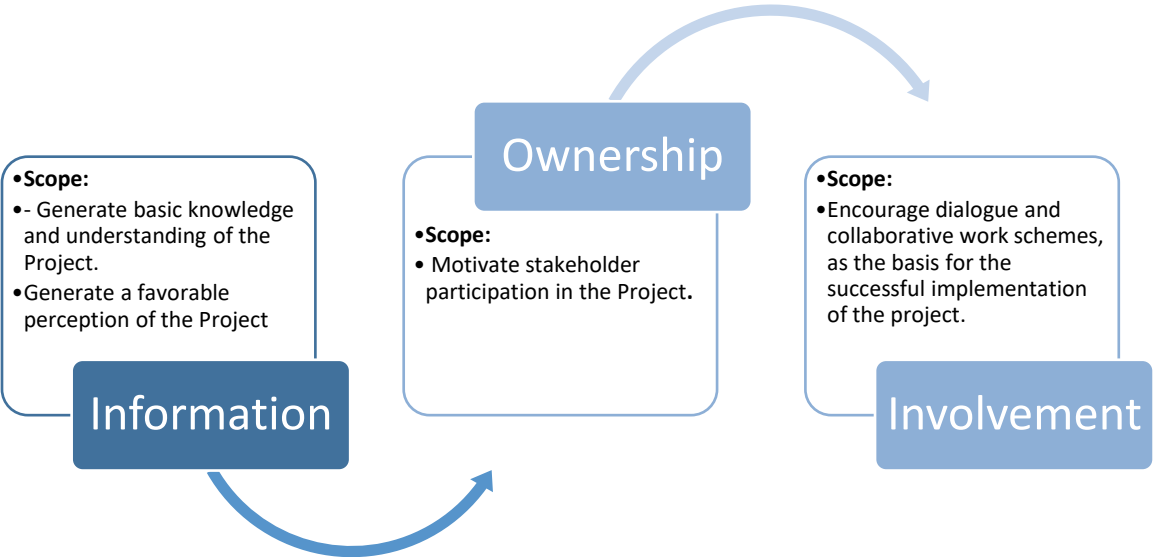 •Scope:
•- Generate basic knowledge
and understanding of the
Project.
•Generate a favorable
perception of the Project
Information
Ownership
•Scope:
• Motivate stakeholder
participation in the Project.
•Scope:
•Encourage dialogue and
collaborative work schemes,
as the basis for the
successful implementation
of the project.
Involvement